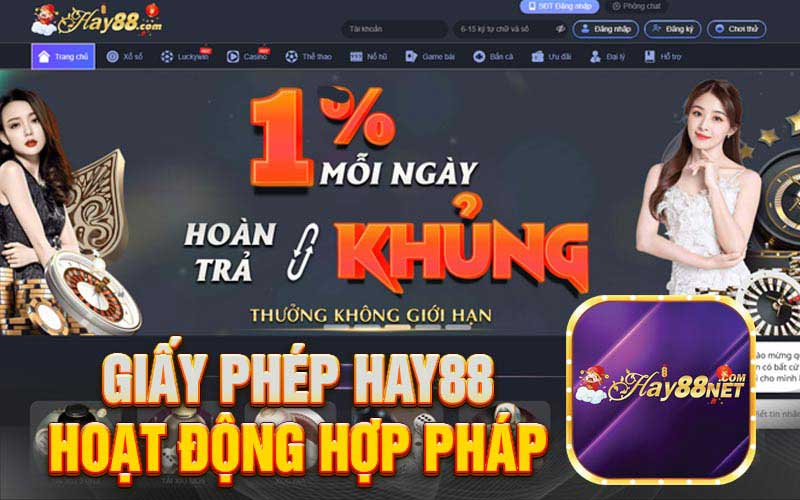 SĐT Đăng nhập
Phòng chat
Hay88.com
Tài khoản
6-15 ký tự chữ và số
Đăng nhập
Đăng ký
Chơi thử
Trang chủ
Xổ số
Luckywin
HOT
Casino
HOT
Thể thao
Nổ hũ
Game bài
Bắn cá
Ưu đãi
Đại lý
Hỗ trợ
1%
MỖI NGÀY
HOÀN TRẢ
KHỦNG
THƯỞNG KHÔNG GIỚI HẠN
GIẤY PHÉP HAY88
HOẠT ĐỘNG HỢP PHÁP
Hay88NET
.COM